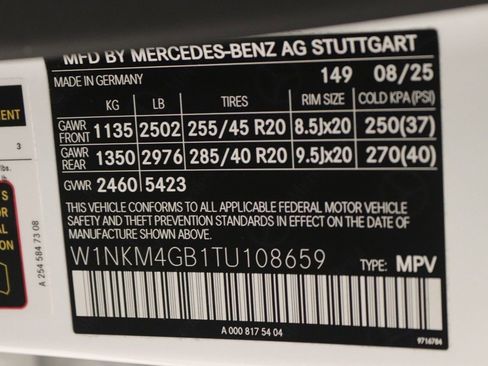 MFD BY MERCEDES-BENZ AG STUTTGART
MADE IN GERMANY 149 08/25
KG LB TIRES RIM SIZE COLD KPA (PSI)
GAWR FRONT 1135 2502 255/45 R20 8.5Jx20 250(37)
GAWR REAR 1350 2976 285/40 R20 9.5Jx20 270(40)
GVWR 2460 5423
THIS VEHICLE CONFORMS TO ALL APPLICABLE FEDERAL MOTOR VEHICLE
SAFETY AND THEFT PREVENTION STANDARDS IN EFFECT ON THE DATE OF
MANUFACTURE SHOWN ABOVE.
W1NKM4GB1TU108659 TYPE: MPV
A 000 817 54 04
9716784
3
lbs.
A 254 584 73 08